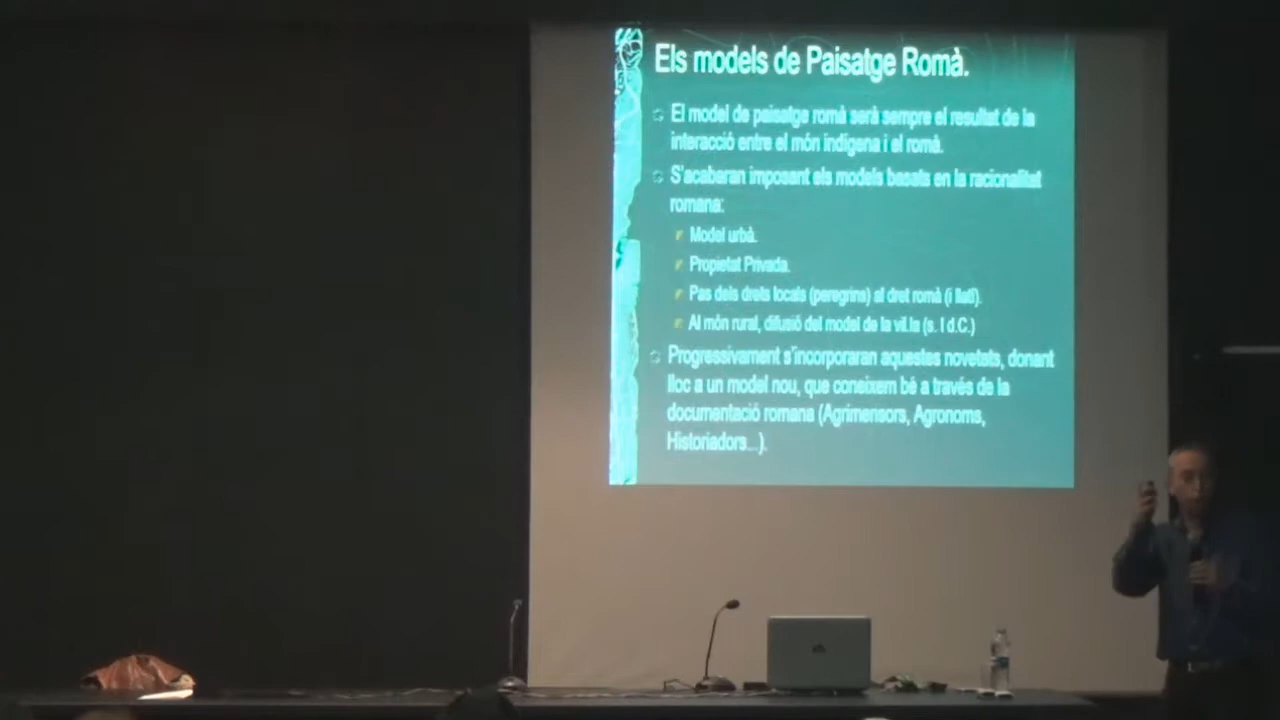 Els models de Paisatge Romà.
El model de paisatge romà serà sempre el resultat de la
interacció entre el món indígena i el romà.
S'acabaran imposant els models basats en la racionalitat
romana:
Model urbà.
Propietat Privada.
Pas dels drets locals (peregrins) al dret romà (i llatí).
Al món rural, difusió del model de la vil.la (s. I d.C.)
Progressivament s'incorporaran aquestes novetats, donant
lloc a un model nou, que coneixem bé a través de la
documentació romana (Agrimensors, Agronoms,
Historiadors...).